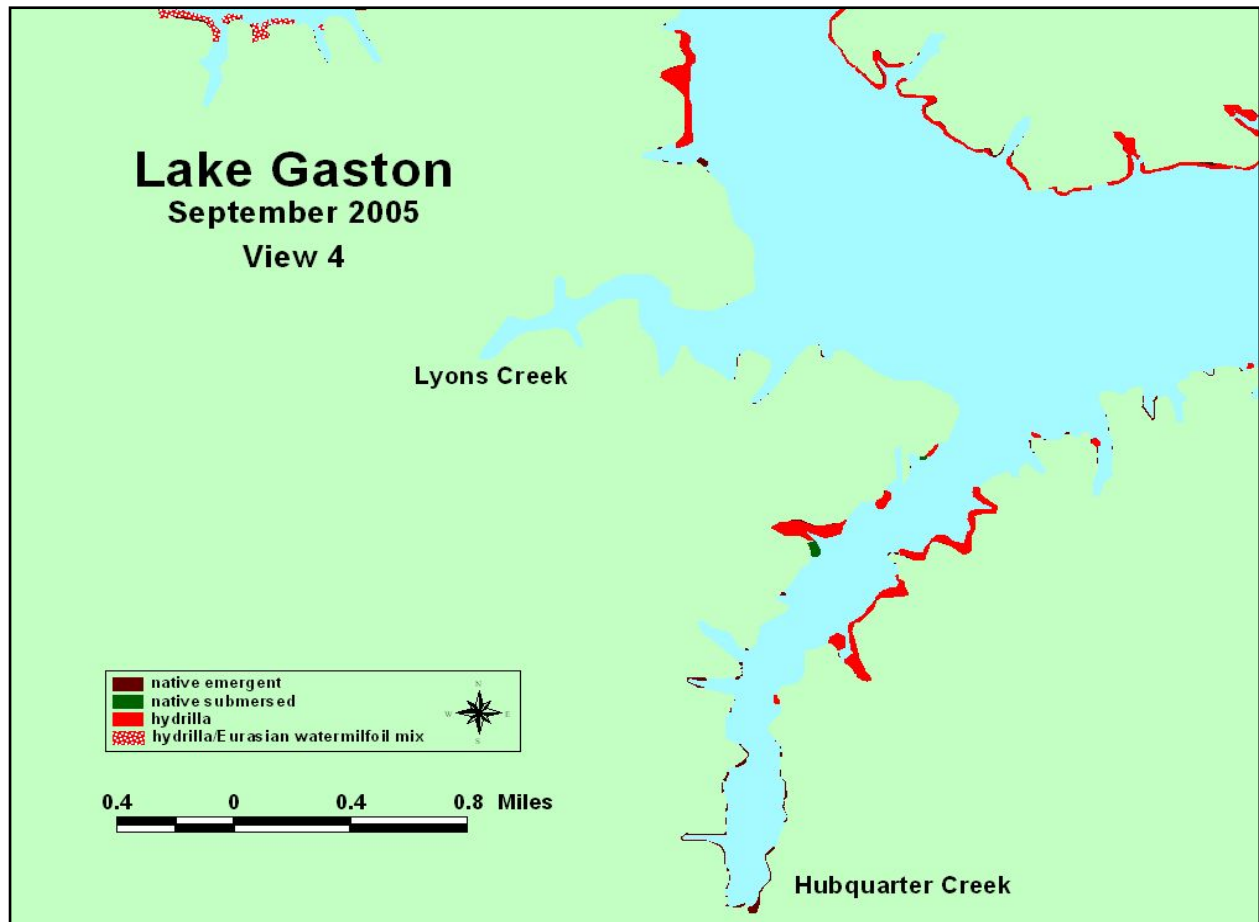 Lake Gaston
September 2005
View 4
Lyons Creek
native emergent
native submersed
hydrilla
hydrilla/Eurasian watermilfoil mix
N
W E
S
0.4 0 0.4 0.8 Miles
Hubquarter Creek